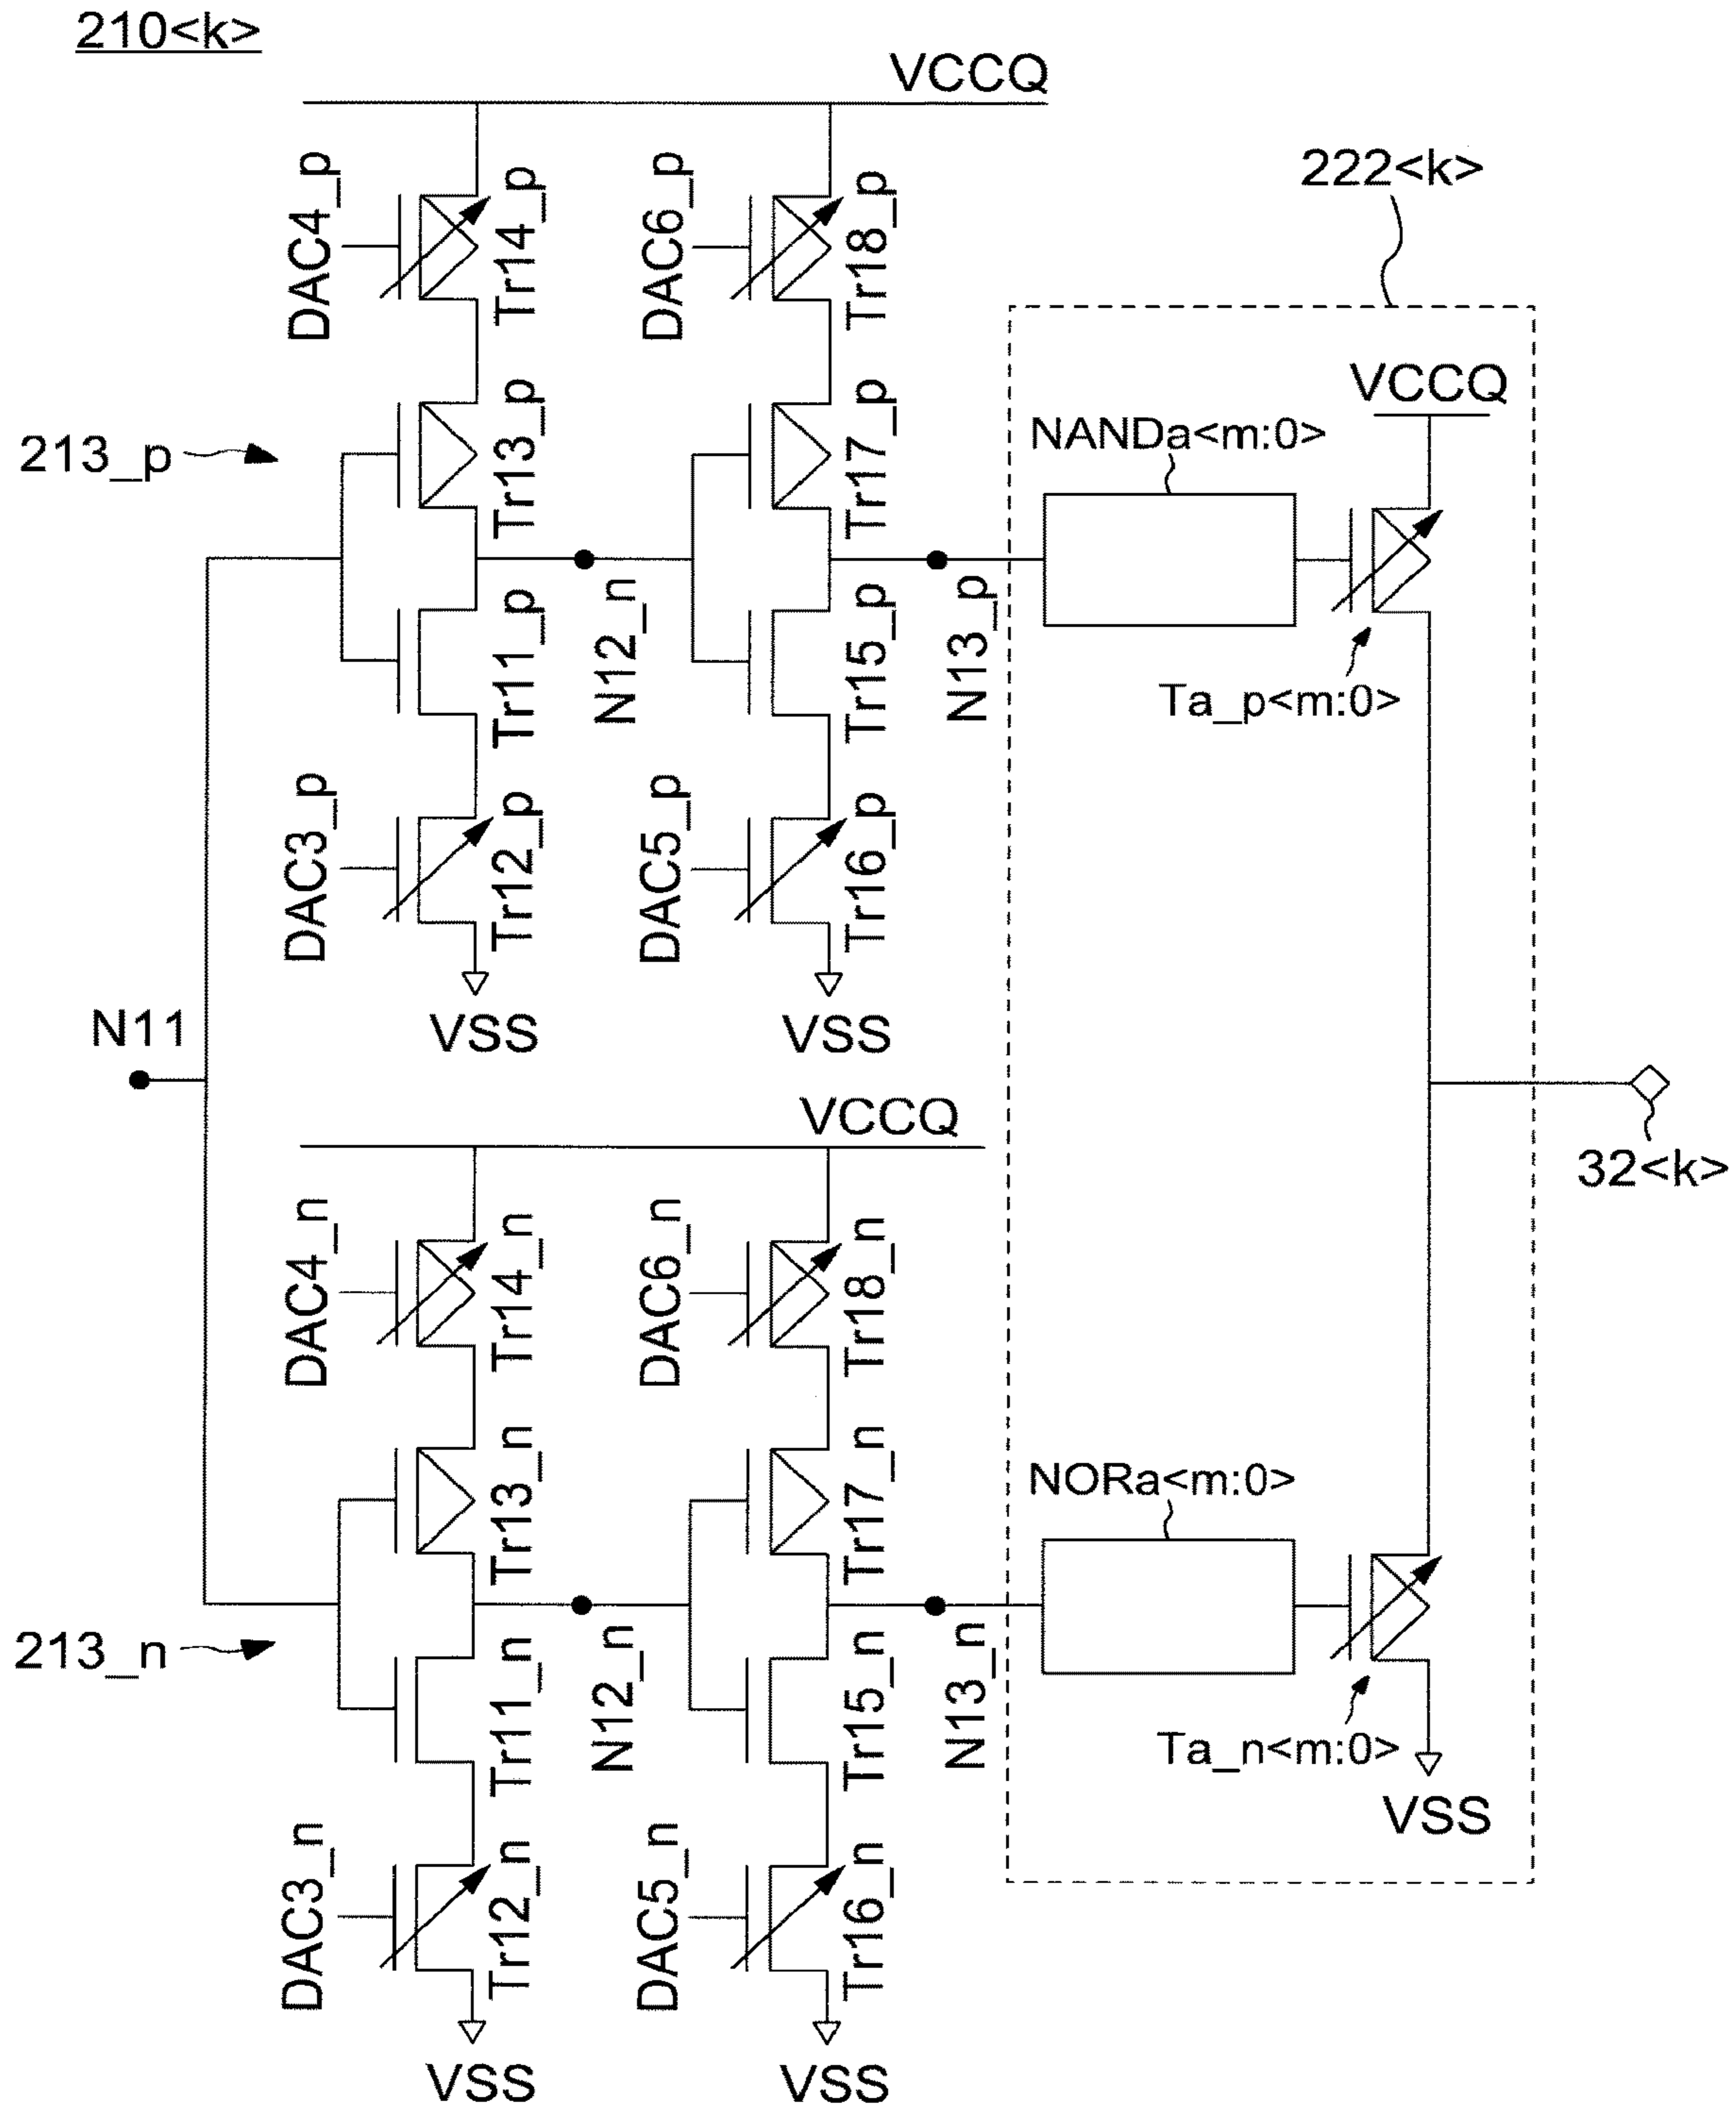 210<k>
VCCQ
DAC4_p
Tr14_p
DAC6_p
Tr18_p
222<k>
VCCQ
213_p
Tr13_p
Tr17_p
NANDa<m:0>
Tr11_p
N12_n
Tr15_p
N13_p
Ta_p<m:0>
DAC3_p
Tr12_p
DAC5_p
Tr16_p
VSS
VSS
N11
VCCQ
32<k>
DAC4_n
Tr14_n
DAC6_n
Tr18_n
Tr13_n
Tr17_n
NORa<m:0>
213_n
Tr11_n
N12_n
Tr15_n
N13_n
Ta_n<m:0>
VSS
DAC3_n
Tr12_n
DAC5_n
Tr16_n
VSS
VSS